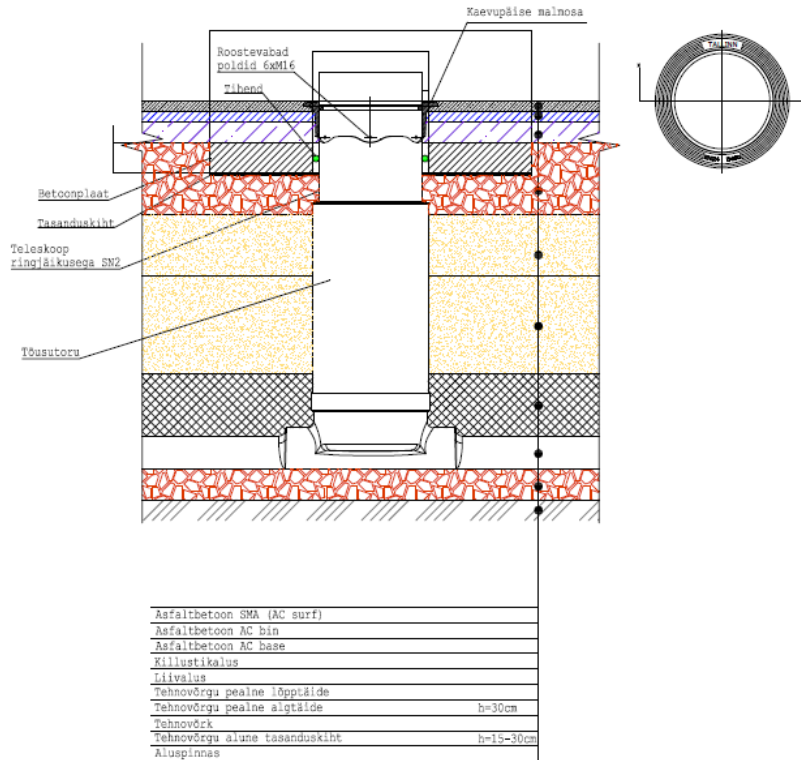 Kaevupäise malmosa
Roostevabad
poldid 6xM16
Tihend
TALLINN
Betoonplaat
Tasanduskiht
Teleskoop
ringjäikusega SN2
Tõusutoru
Asfaltbetoon SMA (AC surf)
Asfaltbetoon AC bin
Asfaltbetoon AC base
Killustikalus
Liivalus
Tehnovõrgu pealne lõpptäide
Tehnovõrgu pealne algtäide h=30cm
Tehnovõrk
Tehnovõrgu alune tasanduskiht h=15-30cm
Aluspinnas